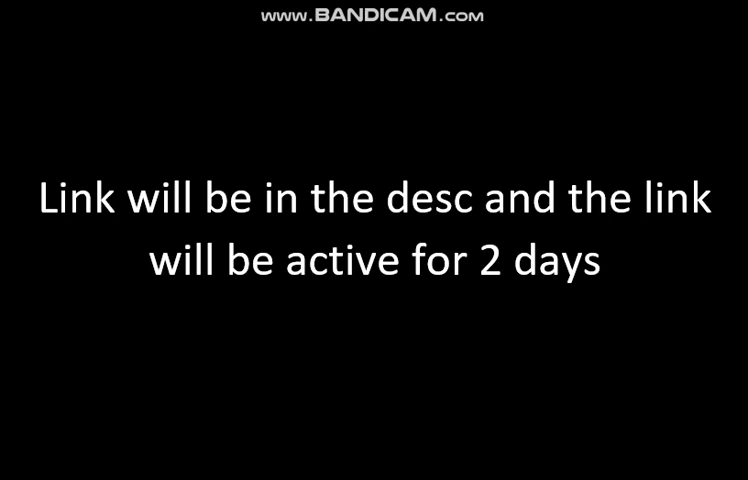 www.BANDICAM.com
Link will be in the desc and the link
will be active for 2 days